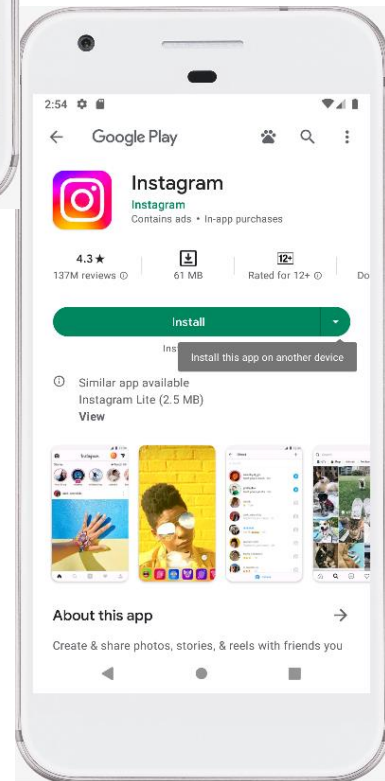 2:54
Google Play
Instagram
Instagram
Contains ads • In-app purchases
4.3★
137M reviews
61 MB
12+
Rated for 12+
Do
Install
Ins
Install this app on another device
Similar app available
Instagram Lite (2.5 MB)
View
About this app
Create & share photos, stories, & reels with friends you